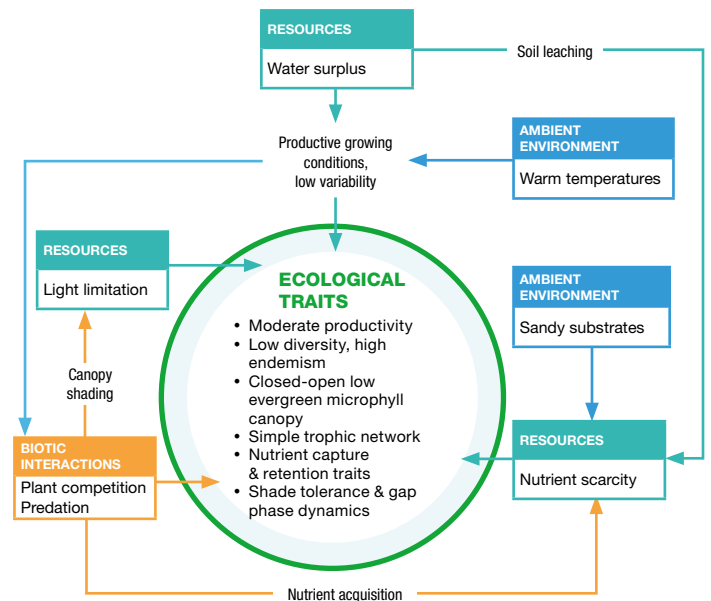 RESOURCES
Water surplus
Soil leaching
Productive growing
conditions,
low variability
AMBIENT
ENVIRONMENT
Warm temperatures
RESOURCES
Light limitation
ECOLOGICAL
TRAITS
• Moderate productivity
• Low diversity, high
endemism
• Closed-open low
evergreen microphyll
canopy
• Simple trophic network
• Nutrient capture
& retention traits
• Shade tolerance & gap
phase dynamics
AMBIENT
ENVIRONMENT
Sandy substrates
Canopy
shading
BIOTIC
INTERACTIONS
Plant competition
Predation
RESOURCES
Nutrient scarcity
Nutrient acquisition